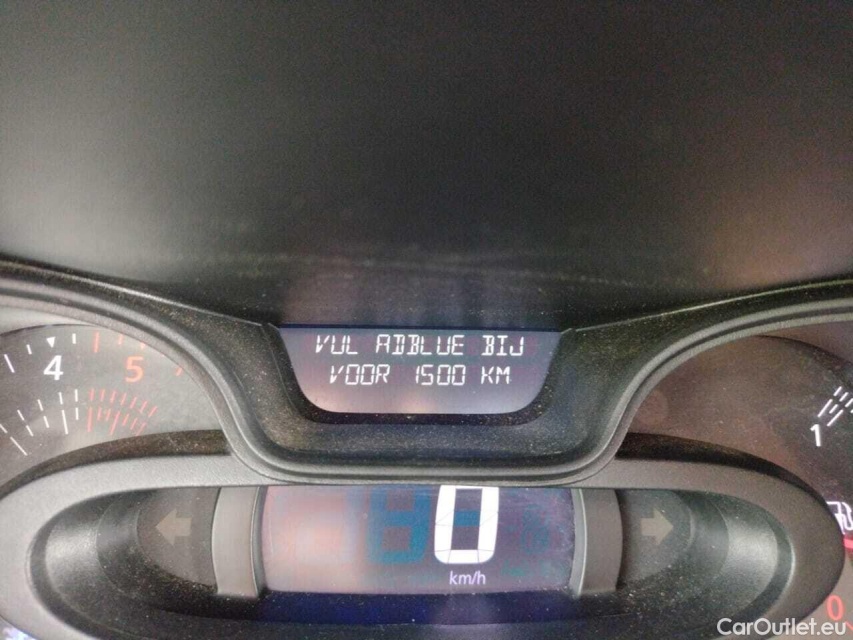 VUL ADBLUE BIJ
VOOR 1500 KM
4
5
1
0
km/h
0
CarOutlet.eu